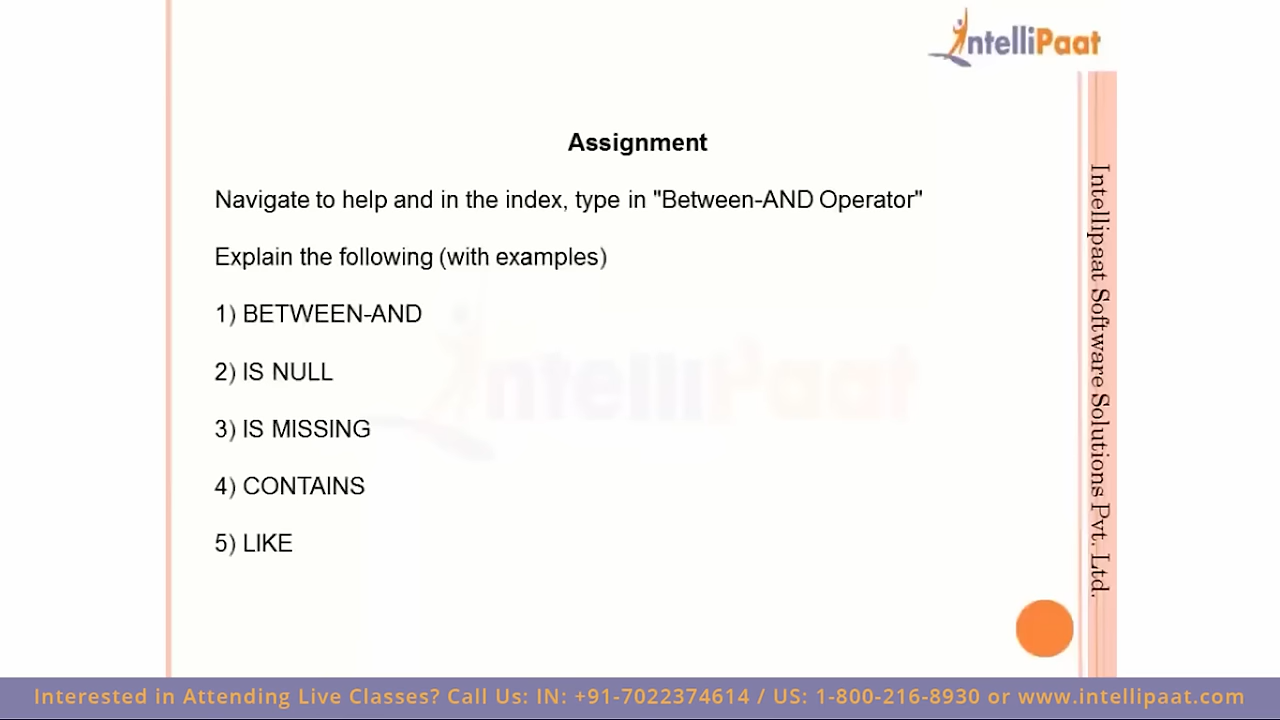 IntelliPaat
Assignment
Navigate to help and in the index, type in "Between-AND Operator"
Explain the following (with examples)
1) BETWEEN-AND
2) IS NULL
3) IS MISSING
4) CONTAINS
5) LIKE
IntelliPaat
Intellipaat Software Solutions Pvt. Ltd.
Interested in Attending Live Classes? Call Us: IN: +91-7022374614 / US: 1-800-216-8930 or www.intellipaat.com